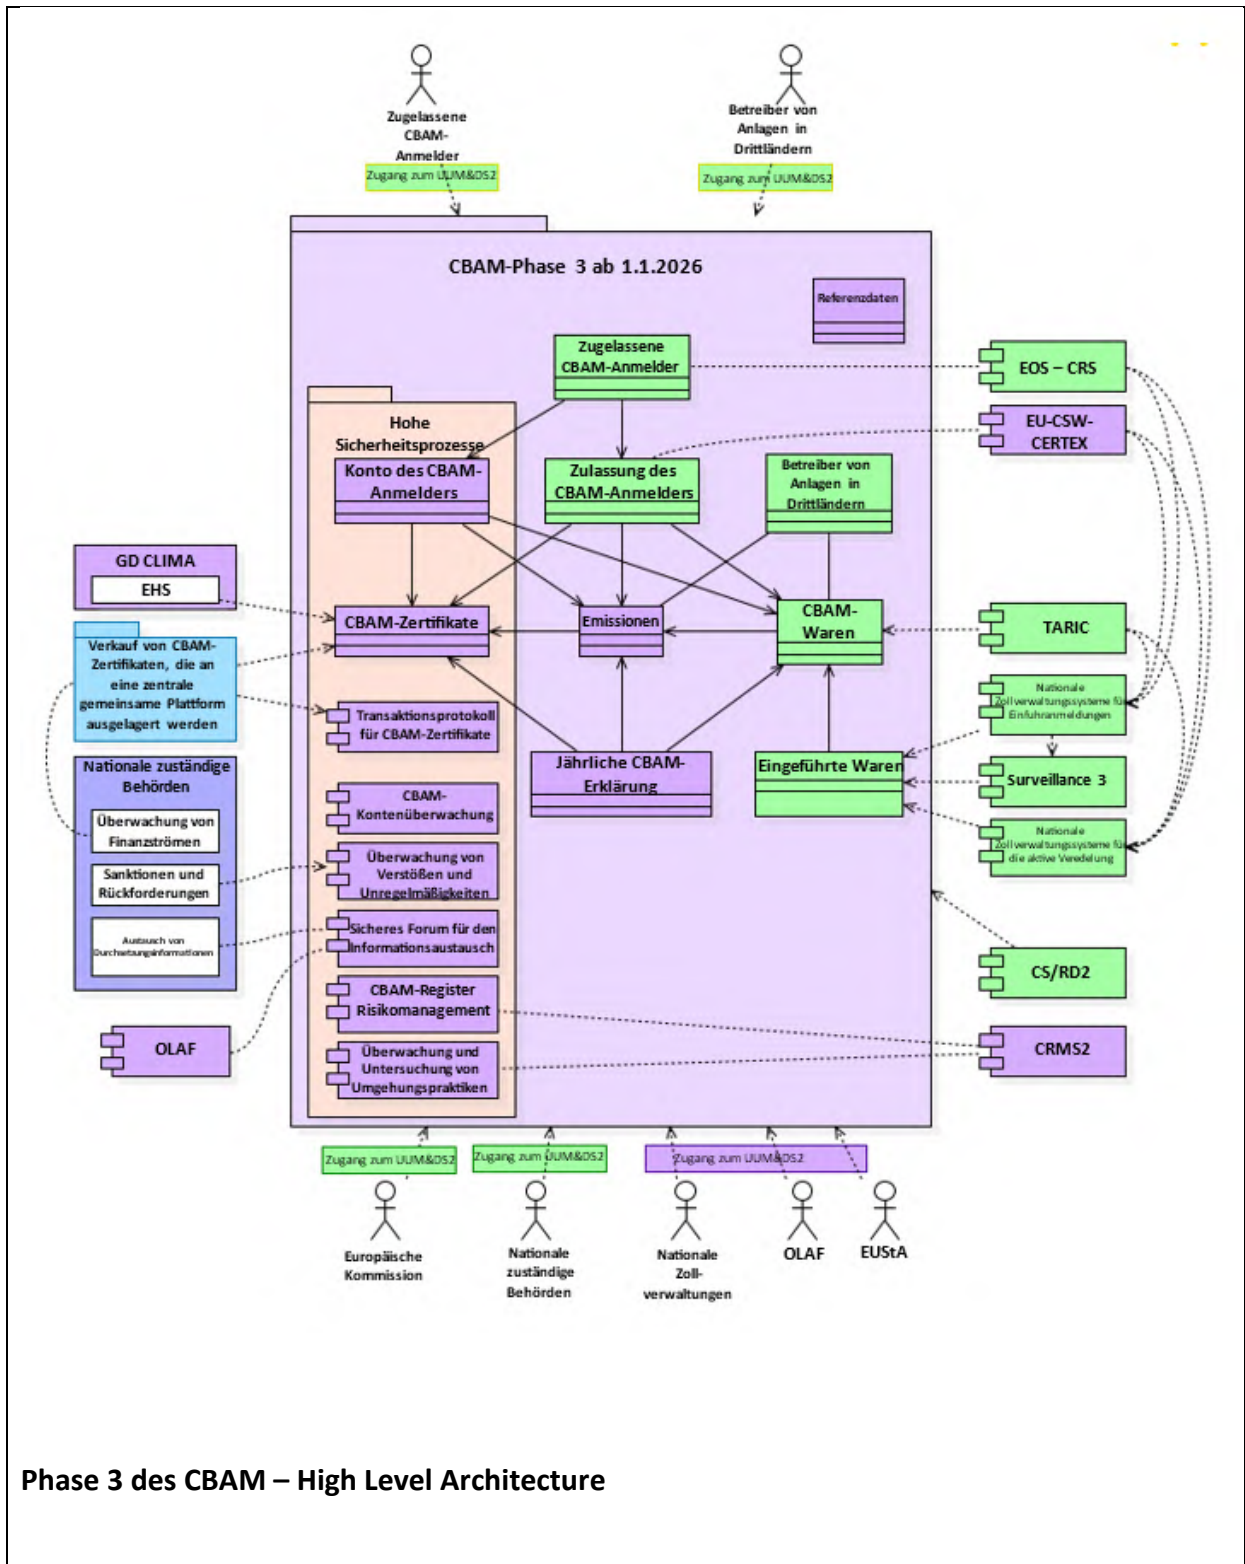 Zugelassene
CBAM-
Anmelder
Zugang zum UUM&DS2
Betreiber von
Anlagen in
Drittländern
Zugang zum UUM&DS2
CBAM-Phase 3 ab 1.1.2026
Referenzdaten
Zugelassene
CBAM-Anmelder
EOS – CRS
Hohe
Sicherheitsprozesse
EU-CSW-
CERTEX
Konto des CBAM-
Anmelders
Zulassung des
CBAM-Anmelders
Betreiber von
Anlagen in
Drittländern
GD CLIMA
EHS
CBAM-Zertifikate
Emissionen
CBAM-
Waren
TARIC
Verkauf von CBAM-
Zertifikaten, die an
eine zentrale
gemeinsame Plattform
ausgelagert werden
Nationale
Zollverwaltungssysteme für
Einfuhranmeldungen
Transaktionsprotokoll
für CBAM-Zertifikate
Jährliche CBAM-
Erklärung
Eingeführte Waren
Surveillance 3
Nationale zuständige
Behörden
Überwachung von
Finanzströmen
Sanktionen und
Rückforderungen
Austausch von
Durchsetzungsinformationen
CBAM-
Kontenüberwachung
Nationale
Zollverwaltungssysteme für
die aktive Veredelung
Überwachung von
Verstößen und
Unregelmäßigkeiten
Sicheres Forum für den
Informationsaustausch
CS/RD2
CBAM-Register
Risikomanagement
OLAF
CRMS2
Überwachung und
Untersuchung von
Umgehungspraktiken
Zugang zum UUM&DS2
Zugang zum UUM&DS2
Zugang zum UUM&DS2
Europäische
Kommission
Nationale
zuständige
Behörden
Nationale
Zoll-
verwaltungen
OLAF
EUStA
Phase 3 des CBAM – High Level Architecture